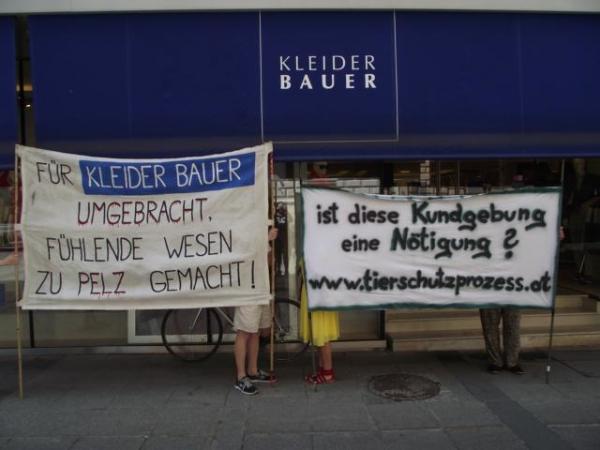 KLEIDER
BAUER
FÜR KLEIDER BAUER
UMGEBRACHT,
FÜHLENDE WESEN
ZU PELZ GEMACHT!
ist diese Kundgebung
eine Nötigung?
www.tierschutzprozess.at